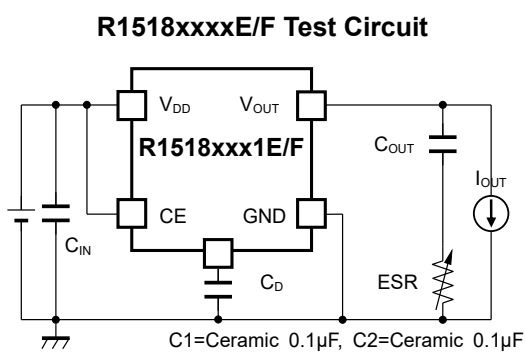 R1518xxxxE/F Test Circuit
VDD
VOUT
R1518xxx1E/F
COUT
IOUT
CE
GND
CIN
CD
ESR
C1=Ceramic 0.1µF, C2=Ceramic 0.1µF